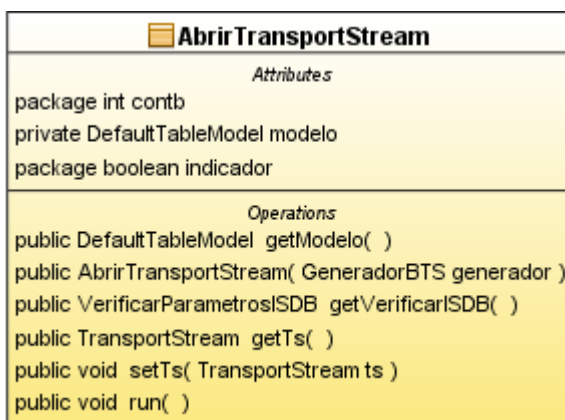 AbrirTransportStream
Attributes
package int contb
private DefaultTableModel modelo
package boolean indicador
Operations
public DefaultTableModel getModelo( )
public AbrirTransportStream( GeneradorBTS generador )
public VerificarParametrosISDB getVerificarISDB( )
public TransportStream getTs( )
public void setTs( TransportStream ts )
public void run( )